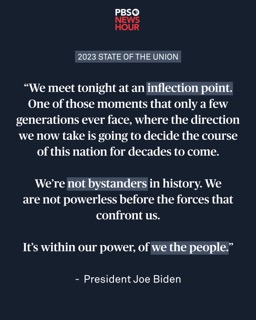 PBS
NEWS
HOUR
2023 STATE OF THE UNION
“We meet tonight at an inflection point.
One of those moments that only a few
generations ever face, where the direction
we now take is going to decide the course
of this nation for decades to come.
We’re not bystanders in history. We
are not powerless before the forces that
confront us.
It’s within our power, of we the people.”
- President Joe Biden